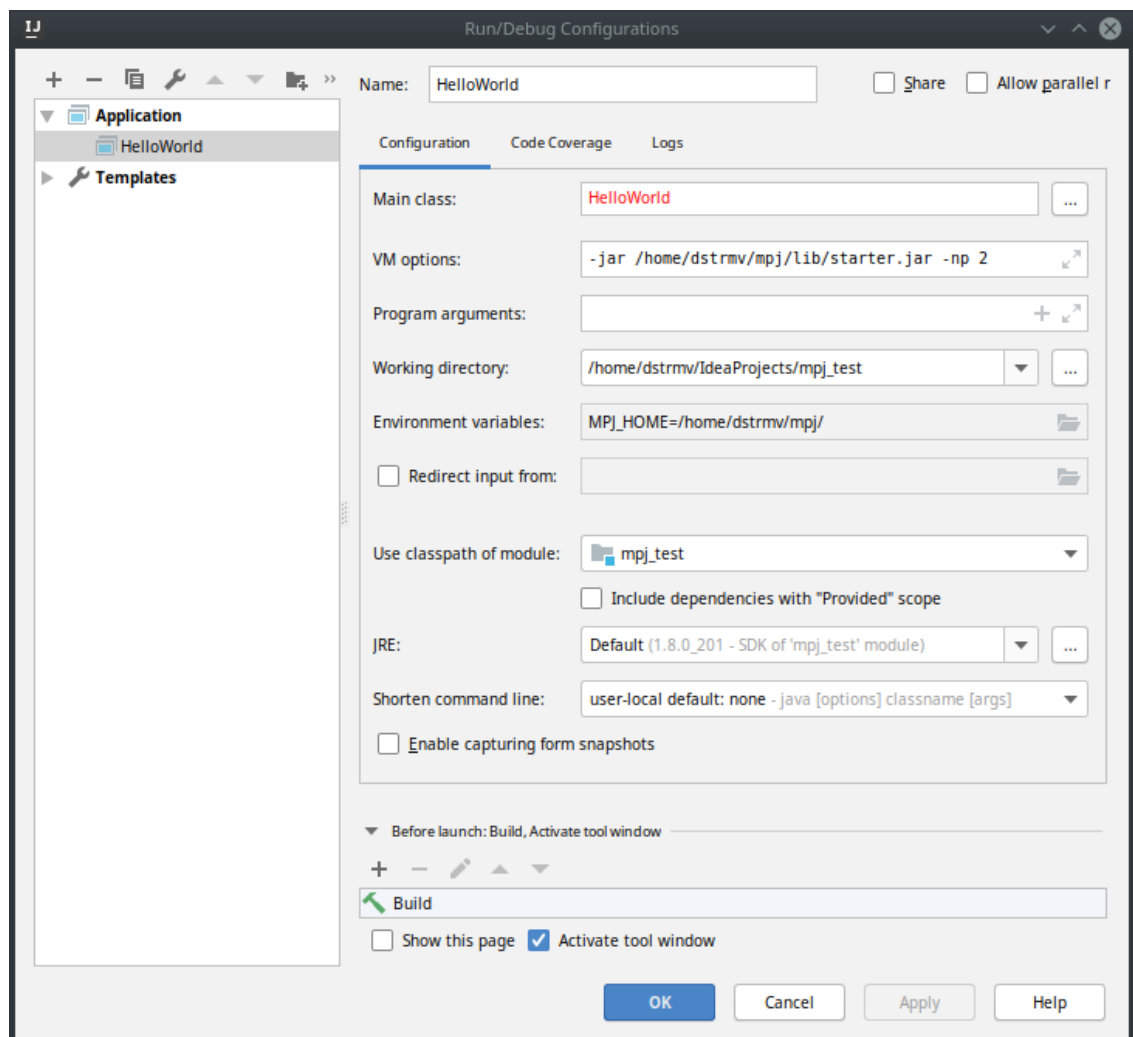 IJ
Run/Debug Configurations
Name: HelloWorld Share Allow parallel r
Application
HelloWorld
Templates
Configuration Code Coverage Logs
Main class: HelloWorld ...
VM options: -jar /home/dstrmv/mpj/lib/starter.jar -np 2
Program arguments:
Working directory: /home/dstrmv/IdeaProjects/mpj_test ...
Environment variables: MPJ_HOME=/home/dstrmv/mpj/
Redirect input from:
Use classpath of module: mpj_test
Include dependencies with "Provided" scope
JRE: Default (1.8.0_201 - SDK of 'mpj_test' module) ...
Shorten command line: user-local default: none - java [options] classname [args]
Enable capturing form snapshots
Before launch: Build, Activate tool window
Build
Show this page Activate tool window
OK Cancel Apply Help